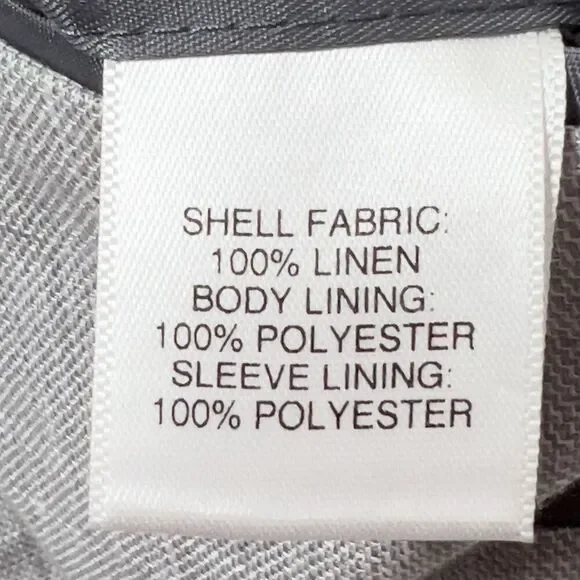 SHELL FABRIC:
100% LINEN
BODY LINING:
100% POLYESTER
SLEEVE LINING:
100% POLYESTER